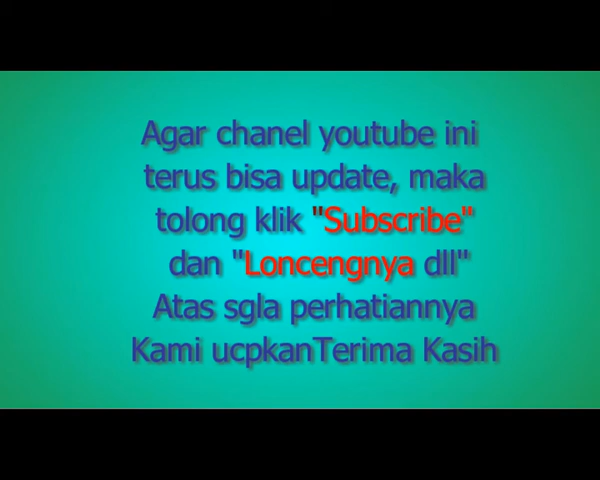 Agar chanel youtube ini
terus bisa update, maka
tolong klik "Subscribe"
dan "Loncengnya dll"
Atas sgla perhatiannya
Kami ucpkanTerima Kasih